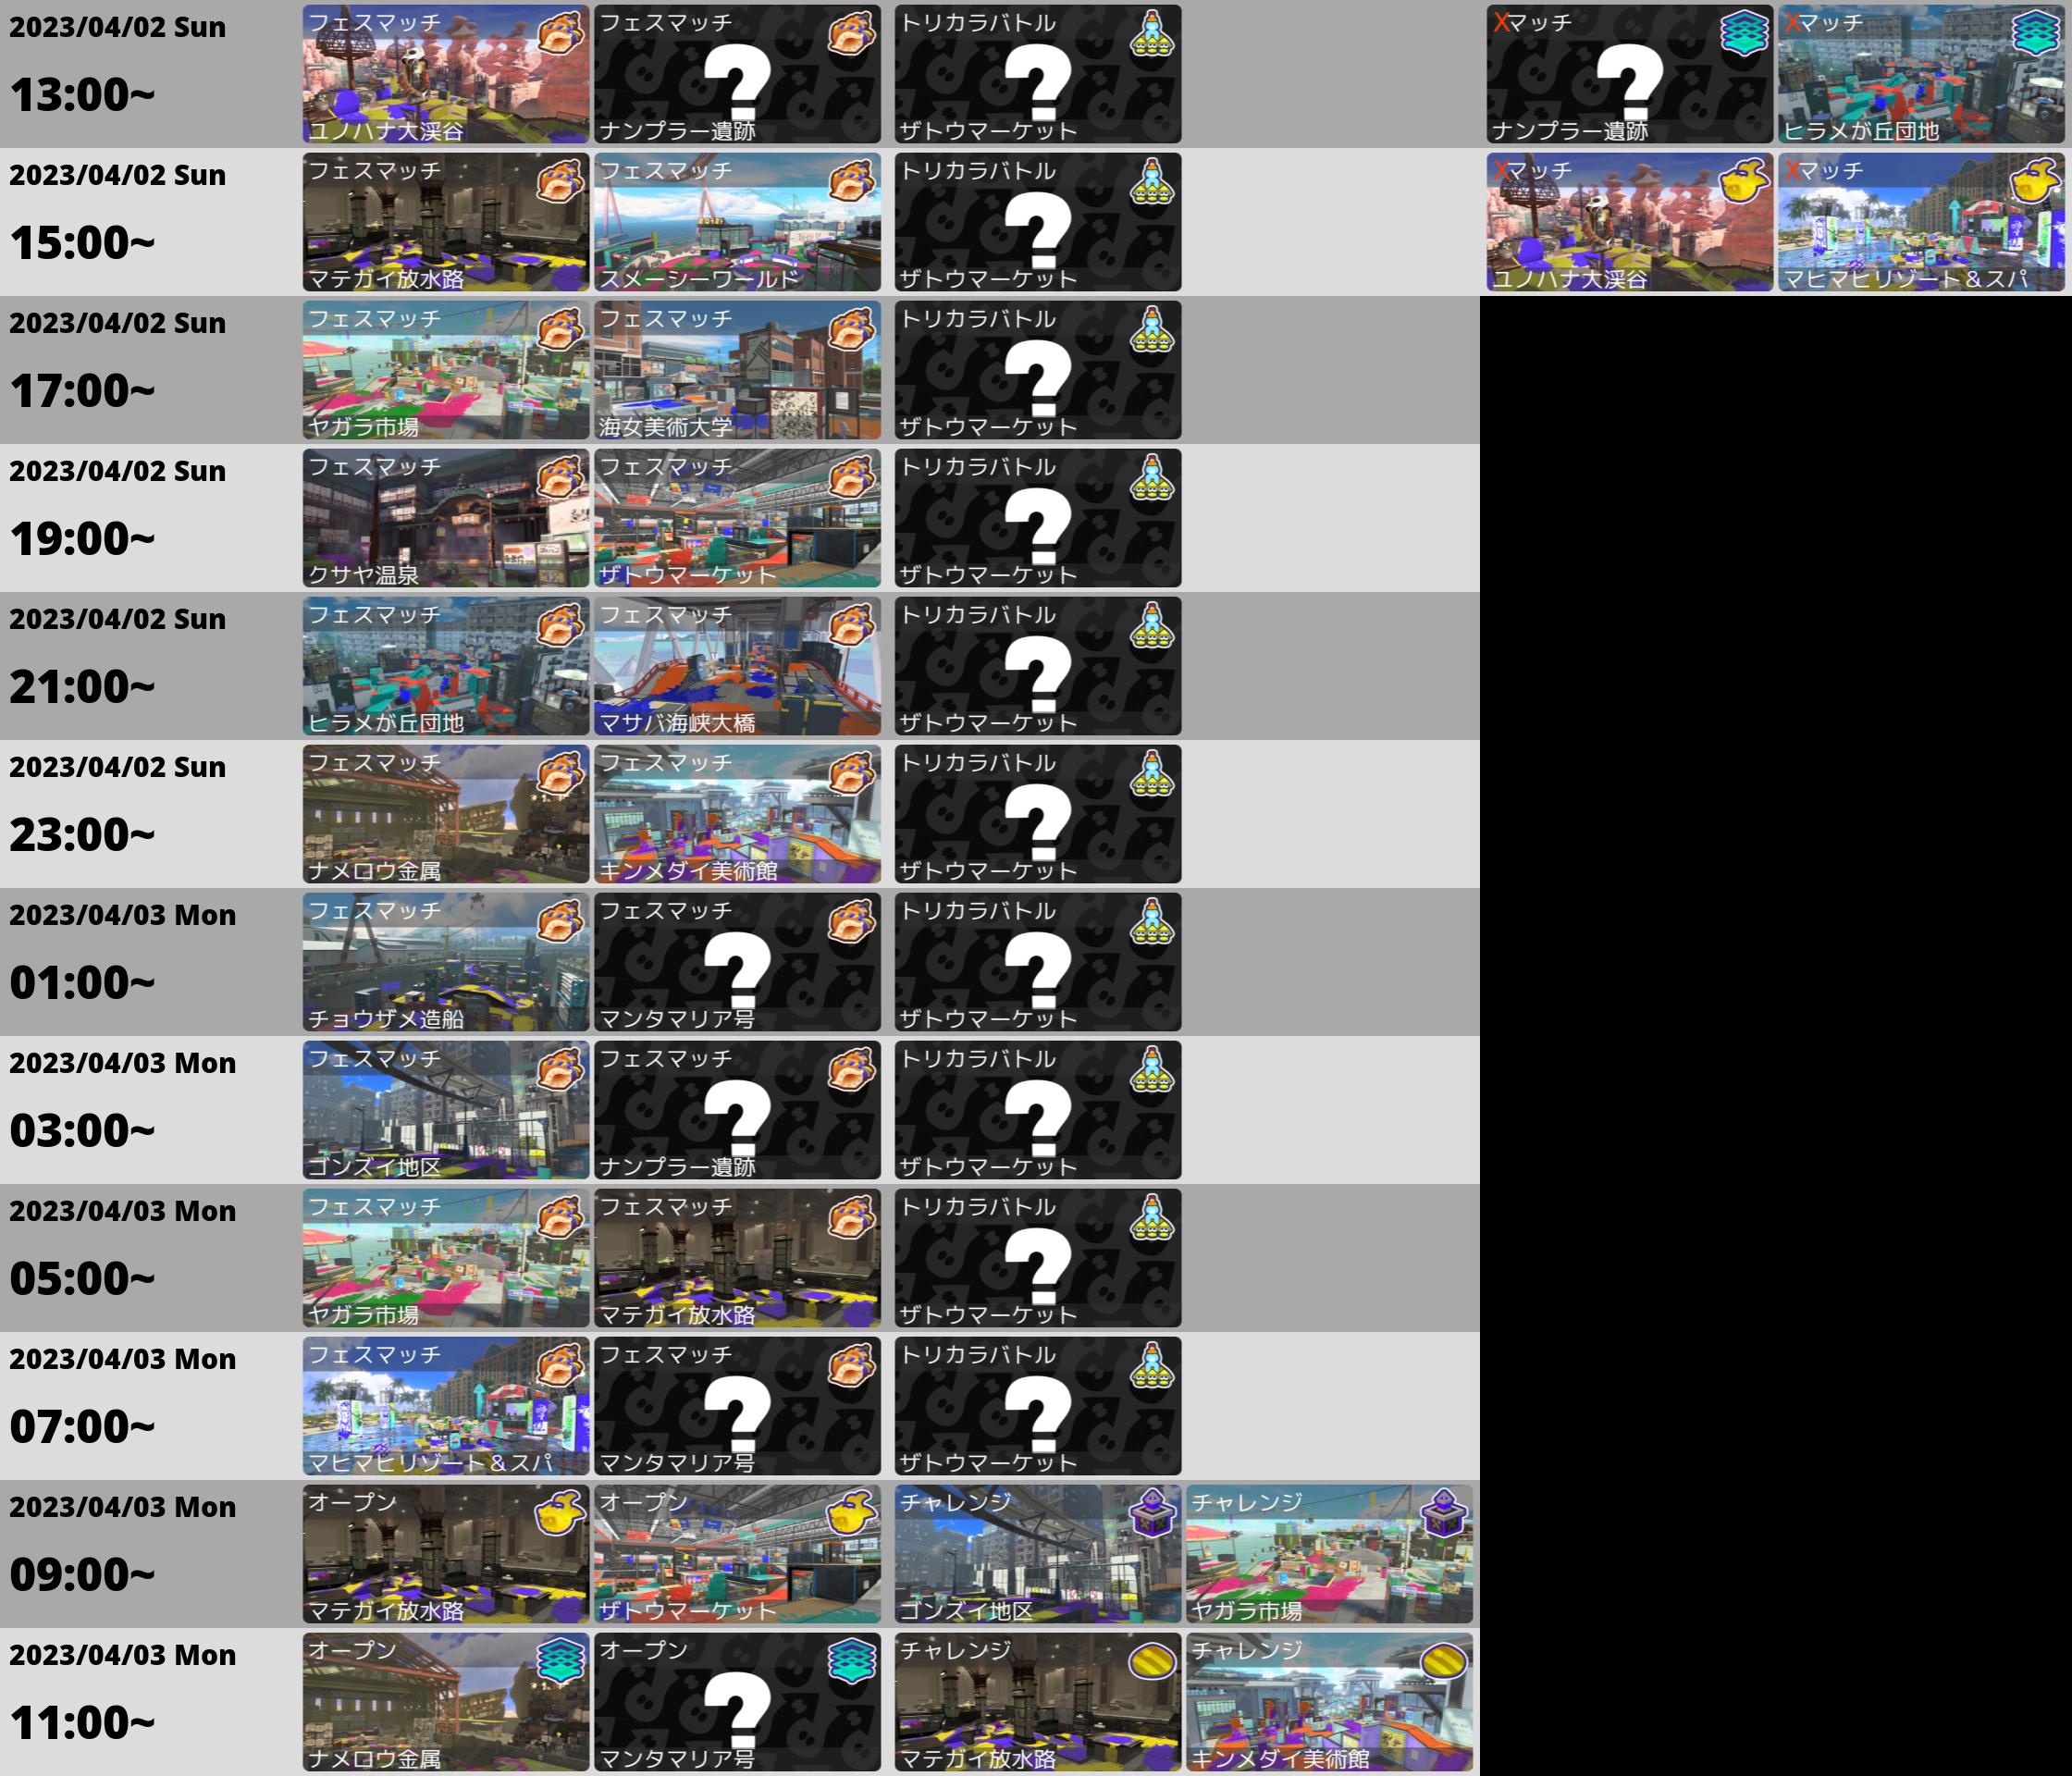 2023/04/02 Sun
13:00~
フェスマッチ
ユノハナ大渓谷
フェスマッチ
ナンプラー遺跡
トリカラバトル
ザトウマーケット
Xマッチ
ナンプラー遺跡
Xマッチ
ヒラメが丘団地
2023/04/02 Sun
15:00~
フェスマッチ
マテガイ放水路
フェスマッチ
スメーシーワールド
トリカラバトル
ザトウマーケット
Xマッチ
ユノハナ大渓谷
Xマッチ
マヒマヒリゾート＆スパ
2023/04/02 Sun
17:00~
フェスマッチ
ヤガラ市場
フェスマッチ
海女美術大学
トリカラバトル
ザトウマーケット
2023/04/02 Sun
19:00~
フェスマッチ
クサヤ温泉
フェスマッチ
ザトウマーケット
トリカラバトル
ザトウマーケット
2023/04/02 Sun
21:00~
フェスマッチ
ヒラメが丘団地
フェスマッチ
マサバ海峡大橋
トリカラバトル
ザトウマーケット
2023/04/02 Sun
23:00~
フェスマッチ
ナメロウ金属
フェスマッチ
キンメダイ美術館
トリカラバトル
ザトウマーケット
2023/04/03 Mon
01:00~
フェスマッチ
チョウザメ造船
フェスマッチ
マンタマリア号
トリカラバトル
ザトウマーケット
2023/04/03 Mon
03:00~
フェスマッチ
ゴンズイ地区
フェスマッチ
ナンプラー遺跡
トリカラバトル
ザトウマーケット
2023/04/03 Mon
05:00~
フェスマッチ
ヤガラ市場
フェスマッチ
マテガイ放水路
トリカラバトル
ザトウマーケット
2023/04/03 Mon
07:00~
フェスマッチ
マヒマヒリゾート＆スパ
フェスマッチ
マンタマリア号
トリカラバトル
ザトウマーケット
2023/04/03 Mon
09:00~
オープン
マテガイ放水路
オープン
ザトウマーケット
チャレンジ
ゴンズイ地区
チャレンジ
ヤガラ市場
2023/04/03 Mon
11:00~
オープン
ナメロウ金属
オープン
マンタマリア号
チャレンジ
マテガイ放水路
チャレンジ
キンメダイ美術館